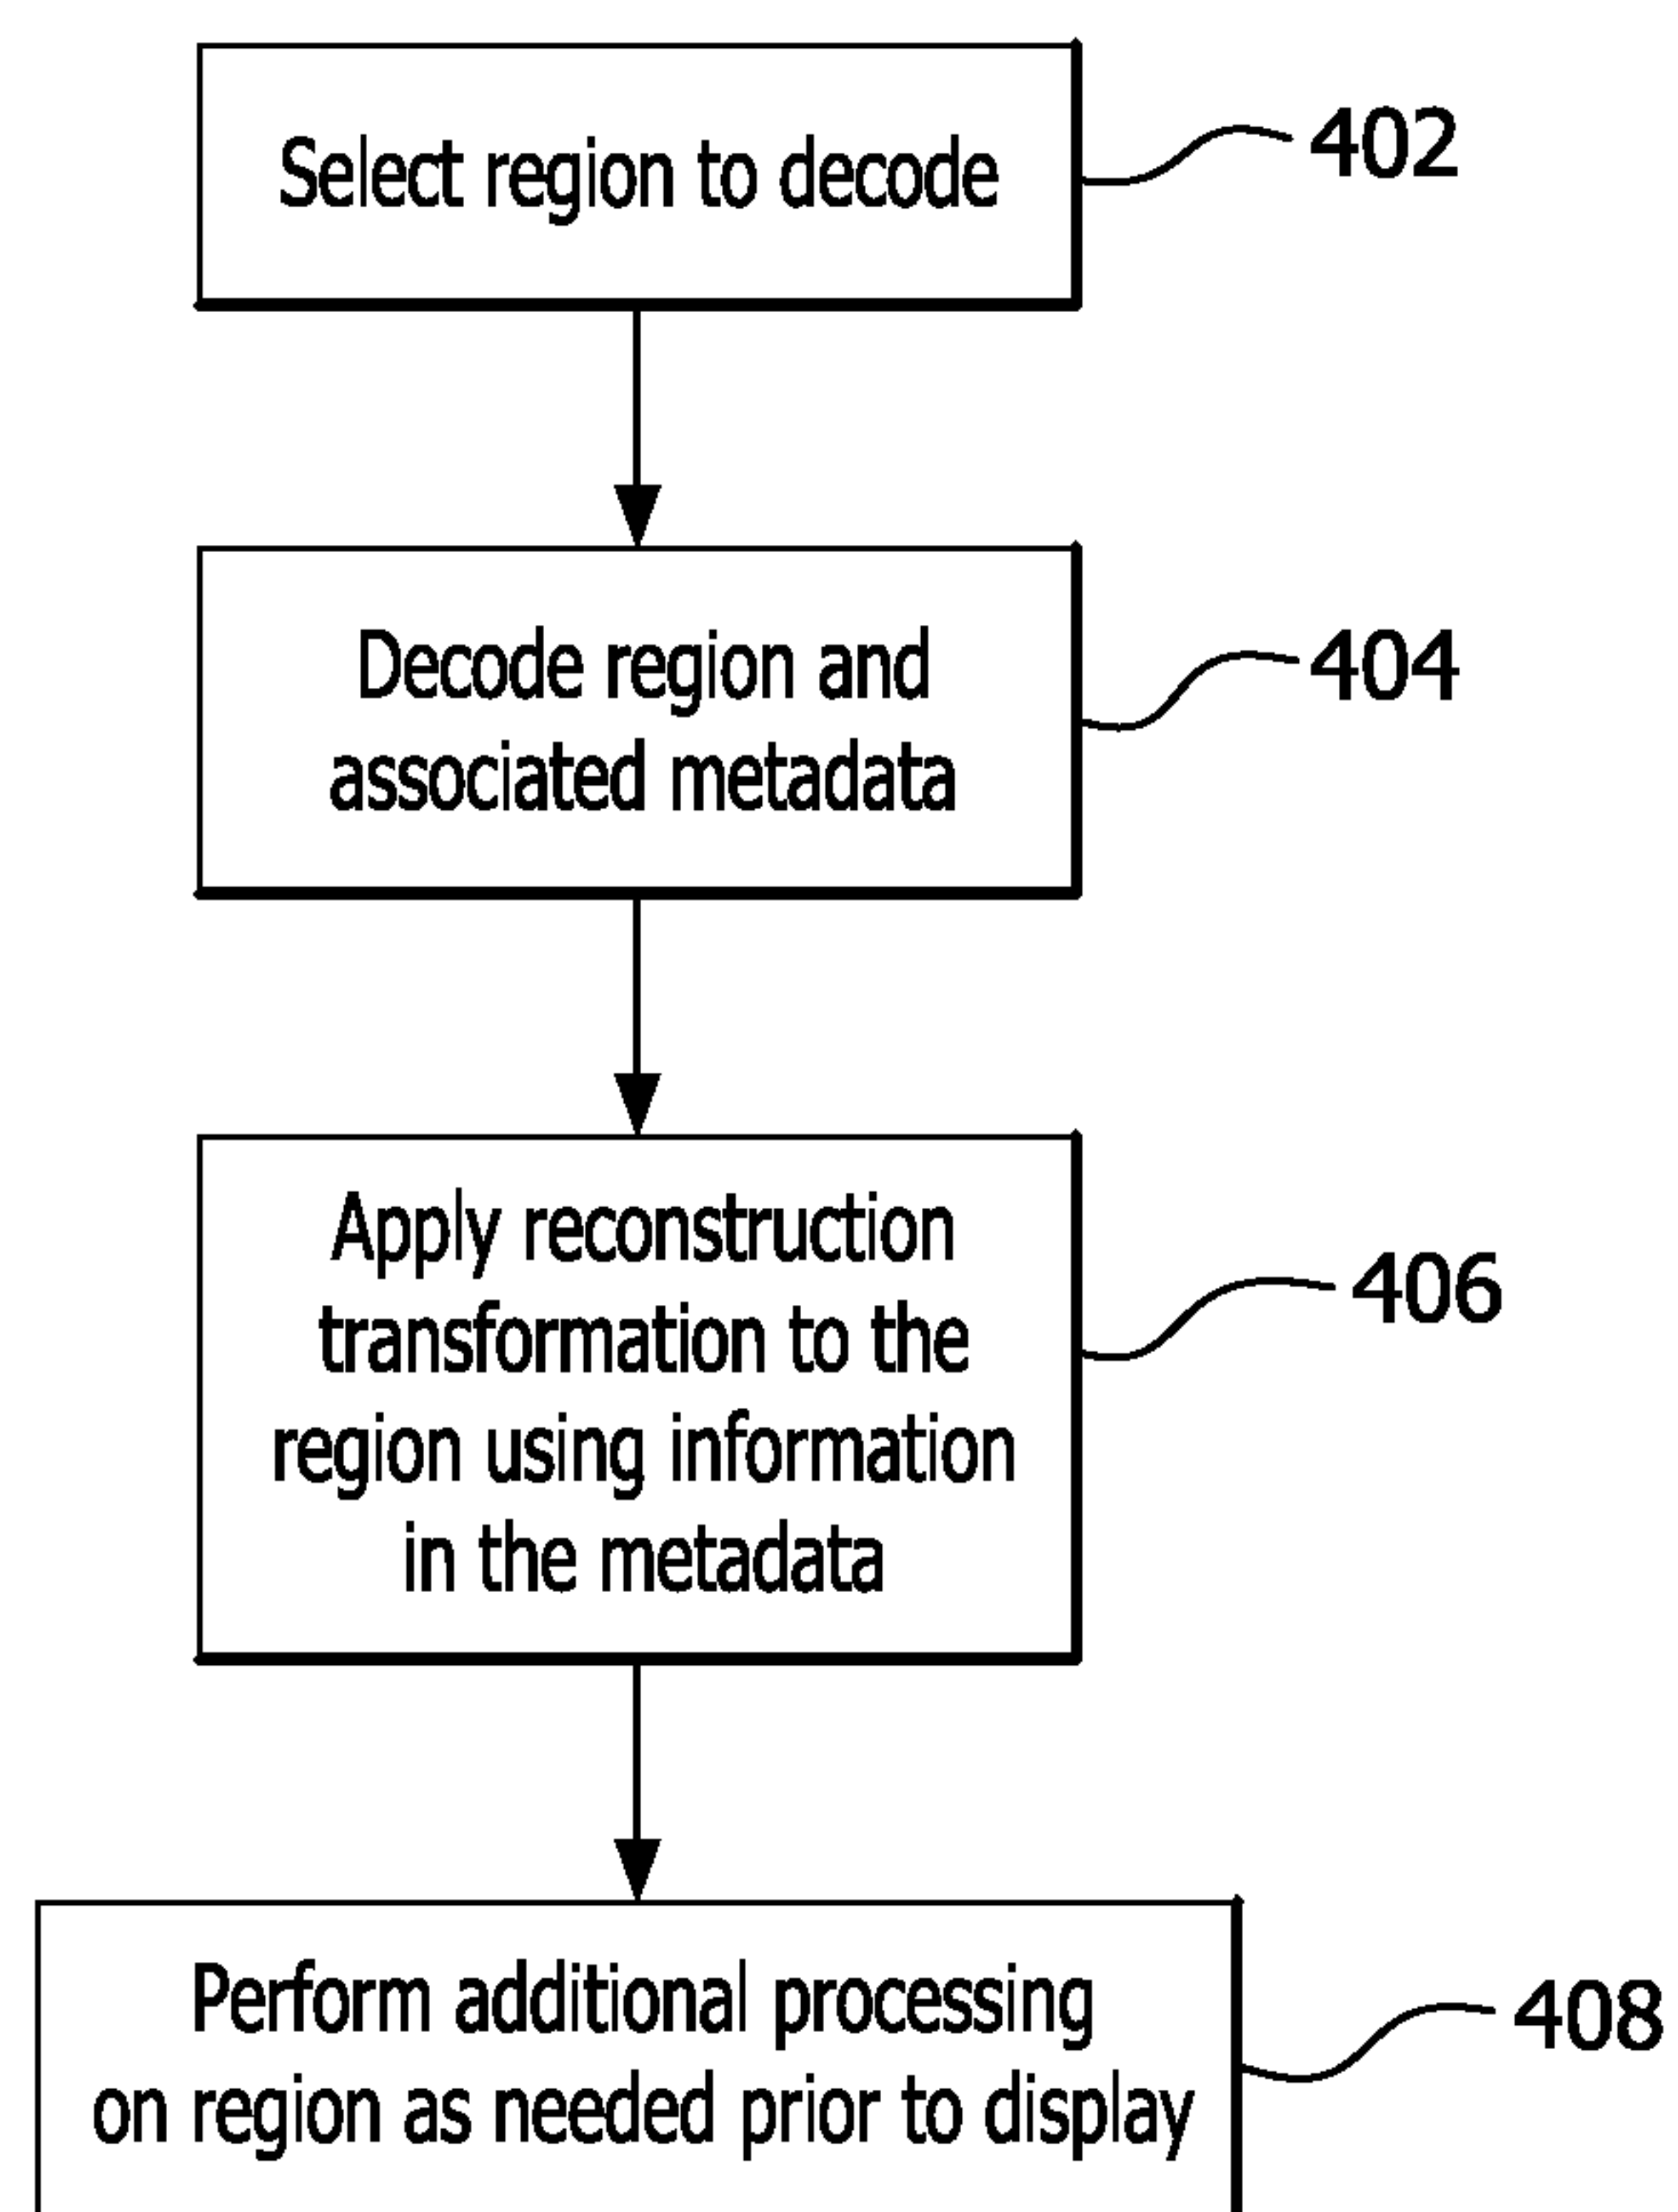 Select region to decode
402
Decode region and
associated metadata
404
Apply reconstruction
transformation to the
region using information
in the metadata
406
Perform additional processing
on region as needed prior to display
408